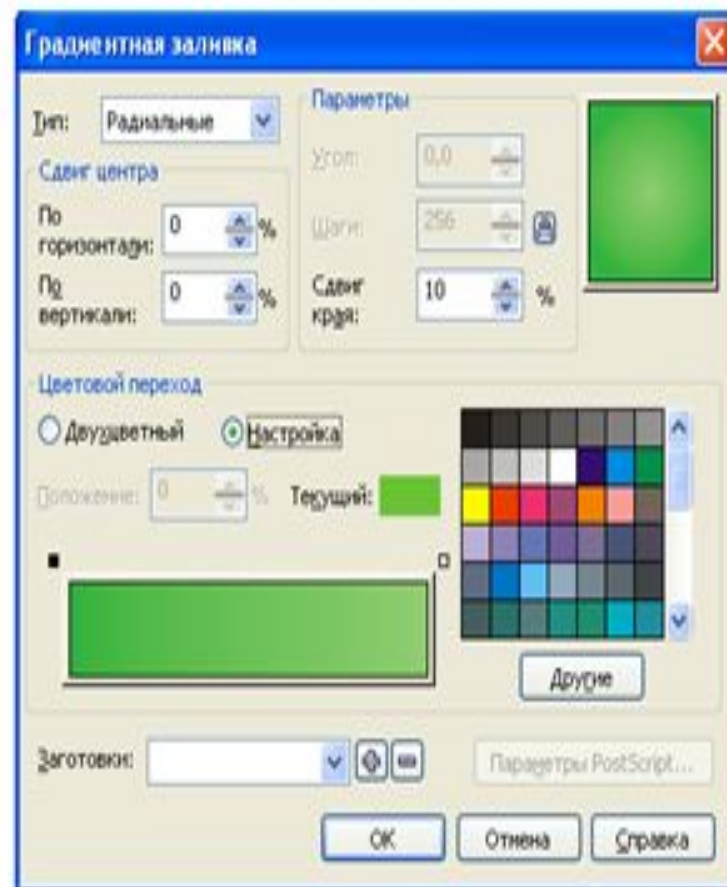 Градиентная заливка
Тип: Радиальные
Параметры
Угол: 0,0
Шаги: 256
Сдвиг края: 10 %
Сдвиг центра
По горизонтали: 0 %
По вертикали: 0 %
Цветовой переход
Двухцветный Настройка
Положение: 0 % Текущий:
Другие
Заготовки:
Параметры PostScript...
OK Отмена Справка